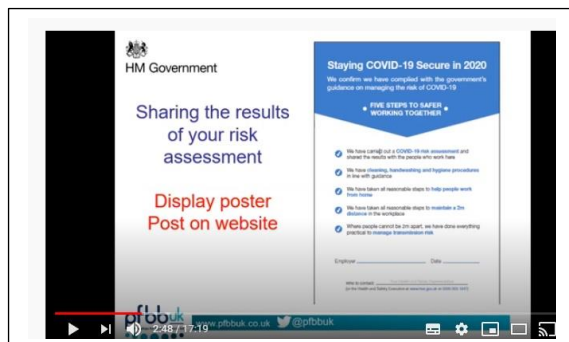 HM Government
Sharing the results
of your risk
assessment
Display poster
Post on website
Staying COVID-19 Secure in 2020
We confirm we have complied with the government's
guidance on managing the risk of COVID-19
FIVE STEPS TO SAFER
WORKING TOGETHER
We have carried out a COVID-19 risk assessment and
shared the results with the people who work here
We have cleaning, handwashing and hygiene procedures
in line with guidance
We have taken all reasonable steps to help people work
from home
We have taken all reasonable steps to maintain a 2m
distance in the workplace
Where people cannot be 2m apart, we have done everything
practical to manage transmission risk
Employer Date
Who to contact:
pfbbuk www.pfbbuk.co.uk @pfbbuk
2:48 / 17:19